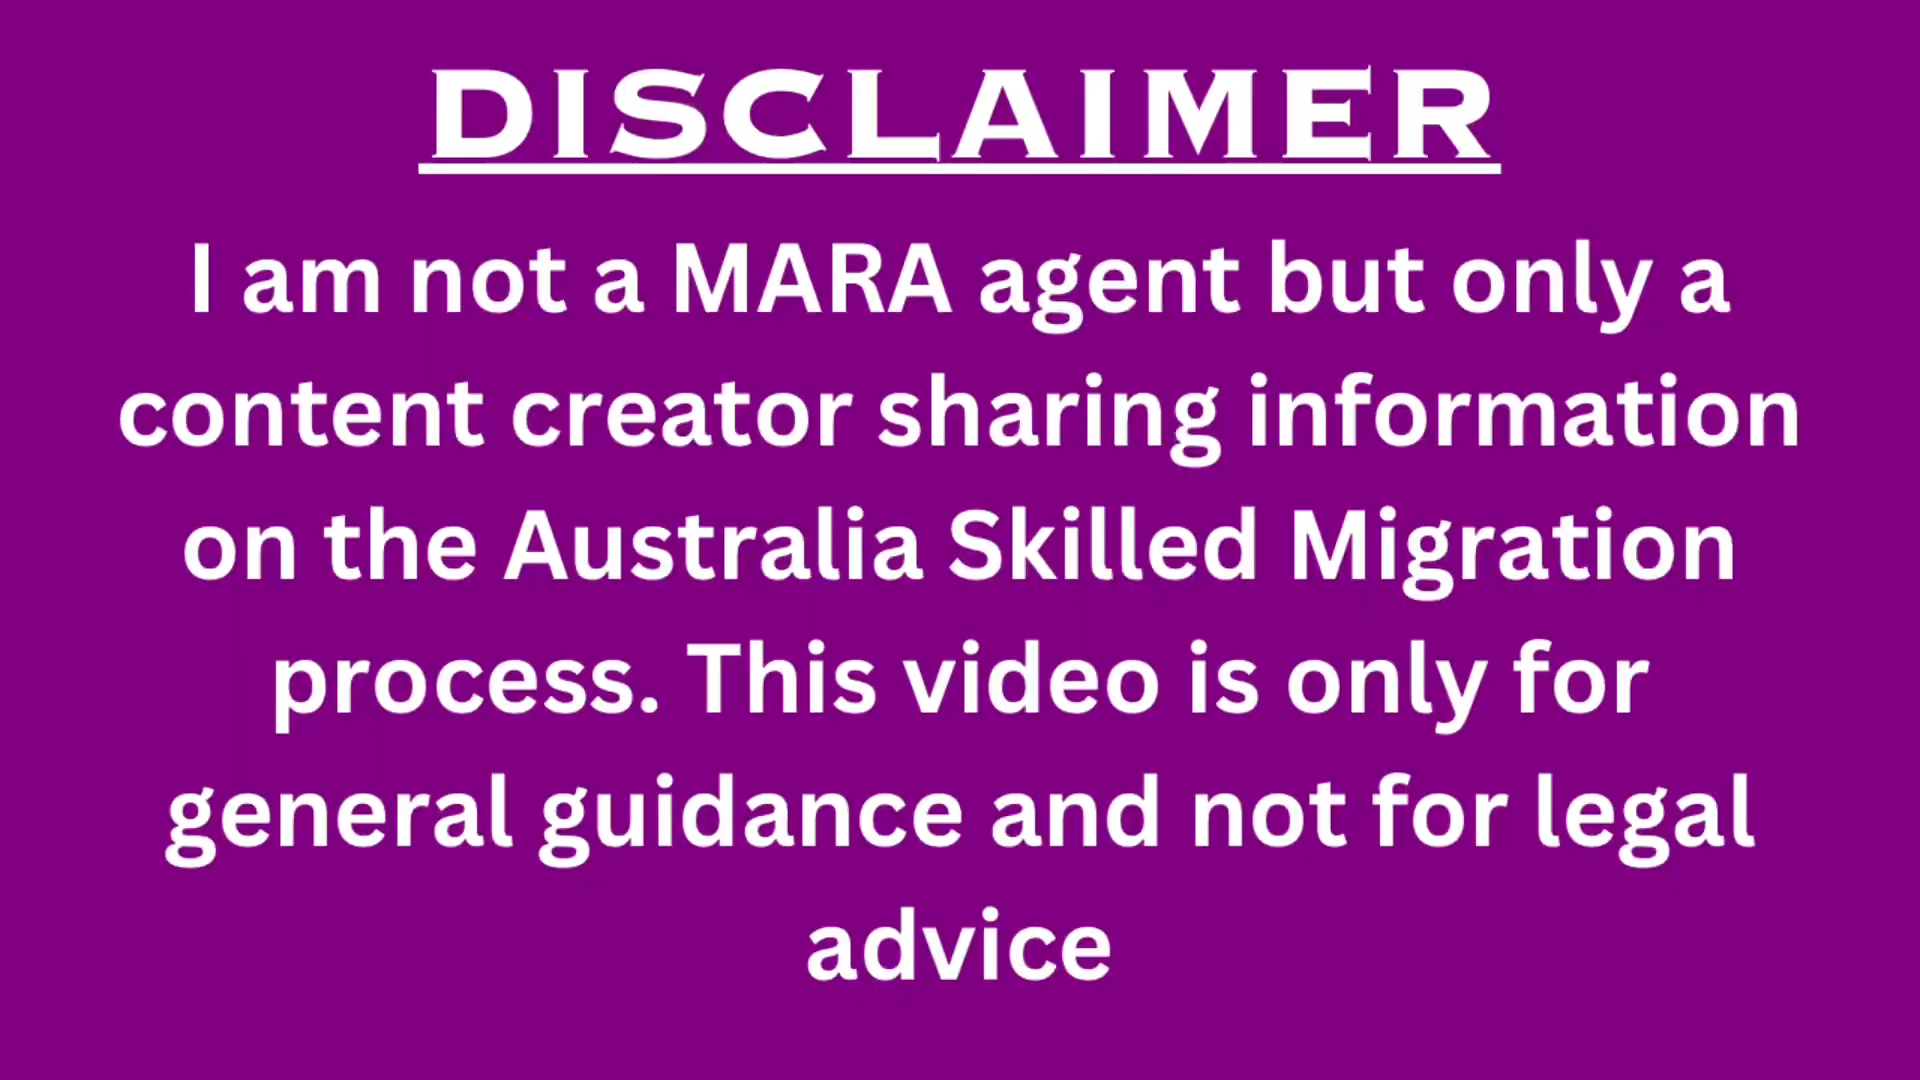 DISCLAIMER
I am not a MARA agent but only a
content creator sharing information
on the Australia Skilled Migration
process. This video is only for
general guidance and not for legal
advice